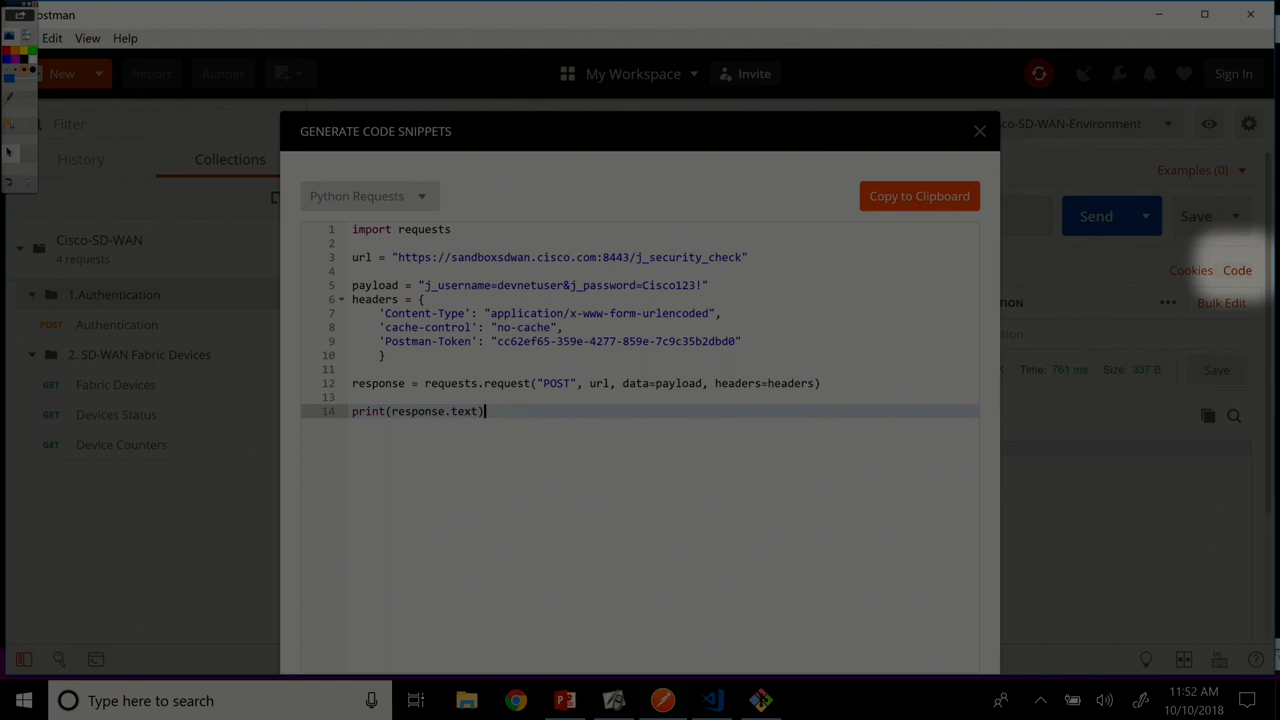 ostman
Edit View Help
New Import Runner My Workspace Invite Sign In
Filter
History Collections
Cisco-SD-WAN
4 requests
1.Authentication
POST Authentication
2. SD-WAN Fabric Devices
GET Fabric Devices
GET Devices Status
GET Device Counters
GENERATE CODE SNIPPETS
Python Requests Copy to Clipboard
1 import requests
2
3 url = "https://sandboxsdwan.cisco.com:8443/j_security_check"
4
5 payload = "j_username=devnetuser&j_password=Cisco123!"
6 headers = {
7 'Content-Type': "application/x-www-form-urlencoded",
8 'cache-control': "no-cache",
9 'Postman-Token': "cc62ef65-359e-4277-859e-7c9c35b2dbd0"
10 }
11
12 response = requests.request("POST", url, data=payload, headers=headers)
13
14 print(response.text)
co-SD-WAN-Environment
Examples (0)
Send Save
Cookies Code
TION Bulk Edit
tion
Time: 761 ms Size: 337 B Save
Type here to search
11:52 AM
10/10/2018